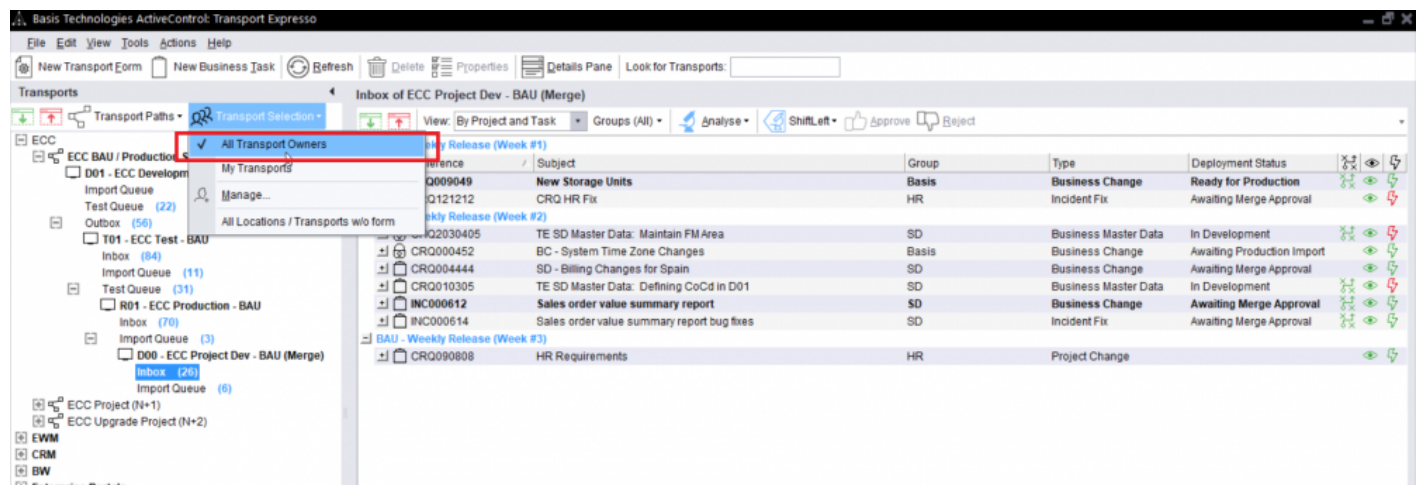 Basis Technologies ActiveControl: Transport Expresso
File Edit View Tools Actions Help
New Transport Form New Business Task Refresh Delete Properties Details Pane Look for Transports:
Transports
Transport Paths Transport Selection
All Transport Owners
My Transports
Manage...
All Locations / Transports w/o form
ECC
ECC BAU / Production S
D01 - ECC Developm
Import Queue
Test Queue (22)
Outbox (56)
T01 - ECC Test - BAU
Inbox (84)
Import Queue (11)
Test Queue (31)
R01 - ECC Production - BAU
Inbox (70)
Import Queue (3)
D00 - ECC Project Dev - BAU (Merge)
Inbox (26)
Import Queue (6)
ECC Project (N+1)
ECC Upgrade Project (N+2)
EWM
CRM
BW
Inbox of ECC Project Dev - BAU (Merge)
View: By Project and Task Groups (All) Analyse ShiftLeft Approve Reject
ekly Release (Week #1)
erence / Subject Group Type Deployment Status
Q009049 New Storage Units Basis Business Change Ready for Production
Q121212 CRQ HR Fix HR Incident Fix Awaiting Merge Approval
ekly Release (Week #2)
CRQ2030405 TE SD Master Data: Maintain FM Area SD Business Master Data In Development
CRQ000452 BC - System Time Zone Changes Basis Business Change Awaiting Production Import
CRQ004444 SD - Billing Changes for Spain SD Business Change Awaiting Merge Approval
CRQ010305 TE SD Master Data: Defining CoCd in D01 SD Business Master Data In Development
INC000612 Sales order value summary report SD Business Change Awaiting Merge Approval
INC000614 Sales order value summary report bug fixes SD Incident Fix Awaiting Merge Approval
BAU - Weekly Release (Week #3)
CRQ090808 HR Requirements HR Project Change